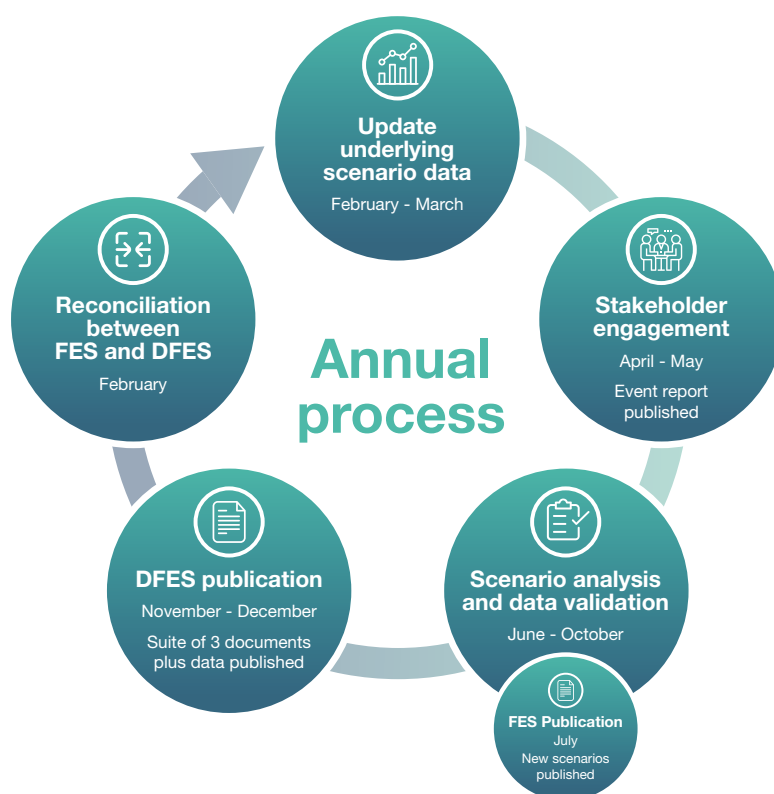 Update
underlying
scenario data
February - March
Stakeholder
engagement
April - May
Event report
published
Scenario analysis
and data validation
June - October
FES Publication
July
New scenarios
published
DFES publication
November - December
Suite of 3 documents
plus data published
Reconciliation
between
FES and DFES
February
Annual
process